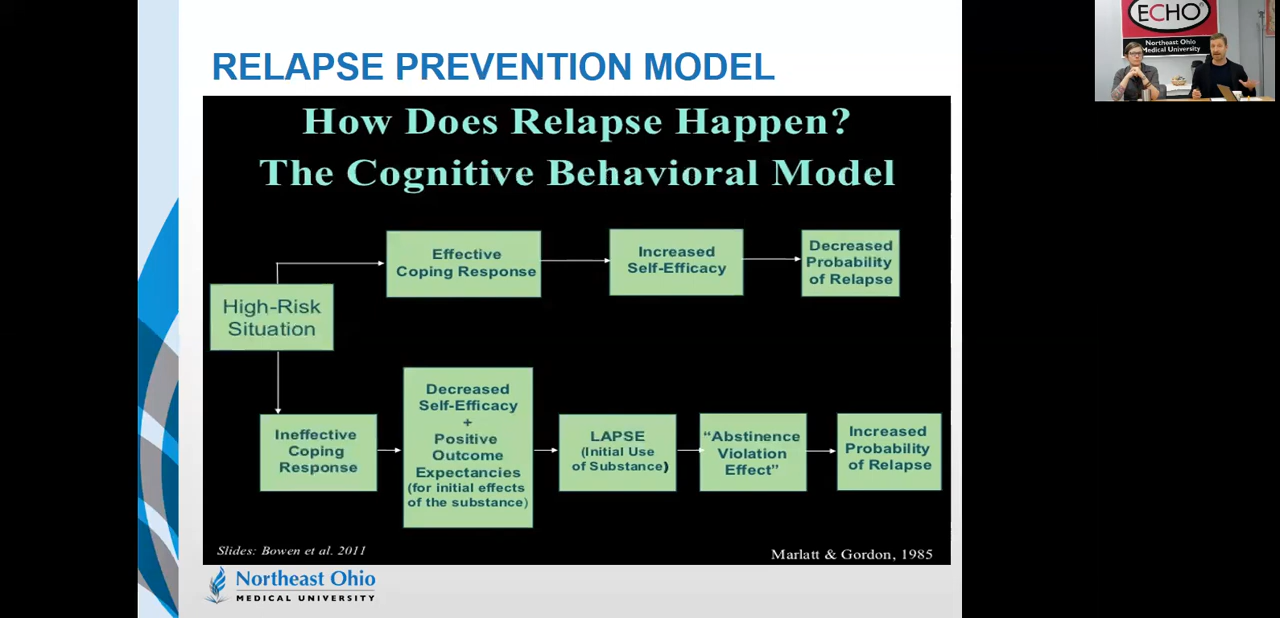 RELAPSE PREVENTION MODEL
How Does Relapse Happen?
The Cognitive Behavioral Model
High-Risk
Situation
Effective
Coping Response
Increased
Self-Efficacy
Decreased
Probability
of Relapse
Ineffective
Coping
Response
Decreased
Self-Efficacy
+
Positive
Outcome
Expectancies
(for initial effects
of the substance)
LAPSE
(Initial Use
of Substance)
“Abstinence
Violation
Effect”
Increased
Probability
of Relapse
Slides: Bowen et al. 2011
Marlatt & Gordon, 1985
Northeast Ohio
MEDICAL UNIVERSITY
ECHO®
Northeast Ohio
Medical University